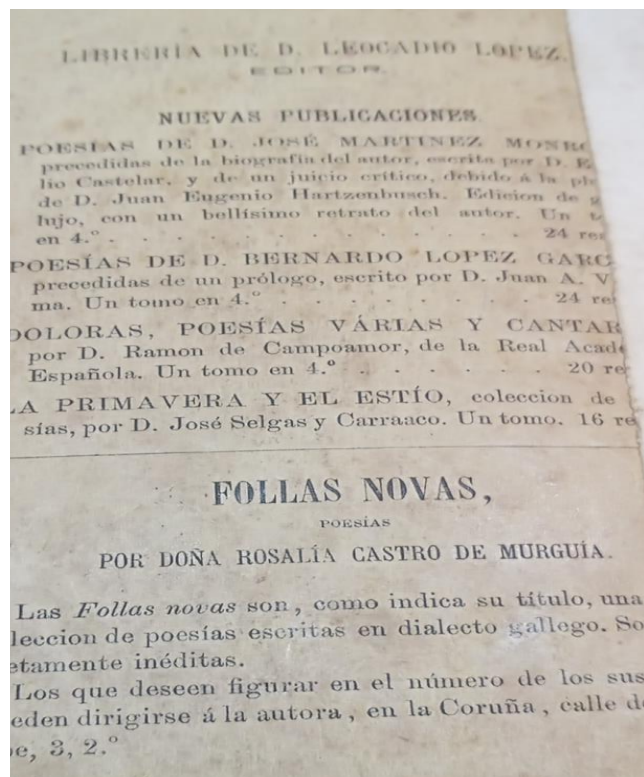 LIBRERÍA DE D. LEOCADIO LOPEZ,
EDITOR.
NUEVAS PUBLICACIONES
POESÍAS DE D. JOSÉ MARTINEZ
precedidas de la biografía del autor, escrita por D.
lio Castelar, y de un juicio crítico, debido á la
de D. Juan Eugenio Hartzenbusch. Edicion de
lujo, con un bellísimo retrato del autor. Un
en 4.º . . . . . . . . 24
POESÍAS DE D. BERNARDO LOPEZ
precedidas de un prólogo, escrito por D. Juan A.
ma. Un tomo en 4.º . . . . . . . 24
DOLORAS, POESÍAS VÁRIAS Y
por D. Ramon de Campoamor, de la Real
Española. Un tomo en 4.º . . . . . 20
LA PRIMAVERA Y EL ESTÍO, coleccion de
sías, por D. José Selgas y Carraaco. Un tomo. 16
FOLLAS NOVAS,
POESÍAS
POR DOÑA ROSALÍA CASTRO DE MURGUÍA.
Las Follas novas son, como indica su título, una
leccion de poesías escritas en dialecto gallego. So
etamente inéditas.
Los que deseen figurar en el número de los sus
eden dirigirse á la autora, en la Coruña, calle
e, 3, 2.º